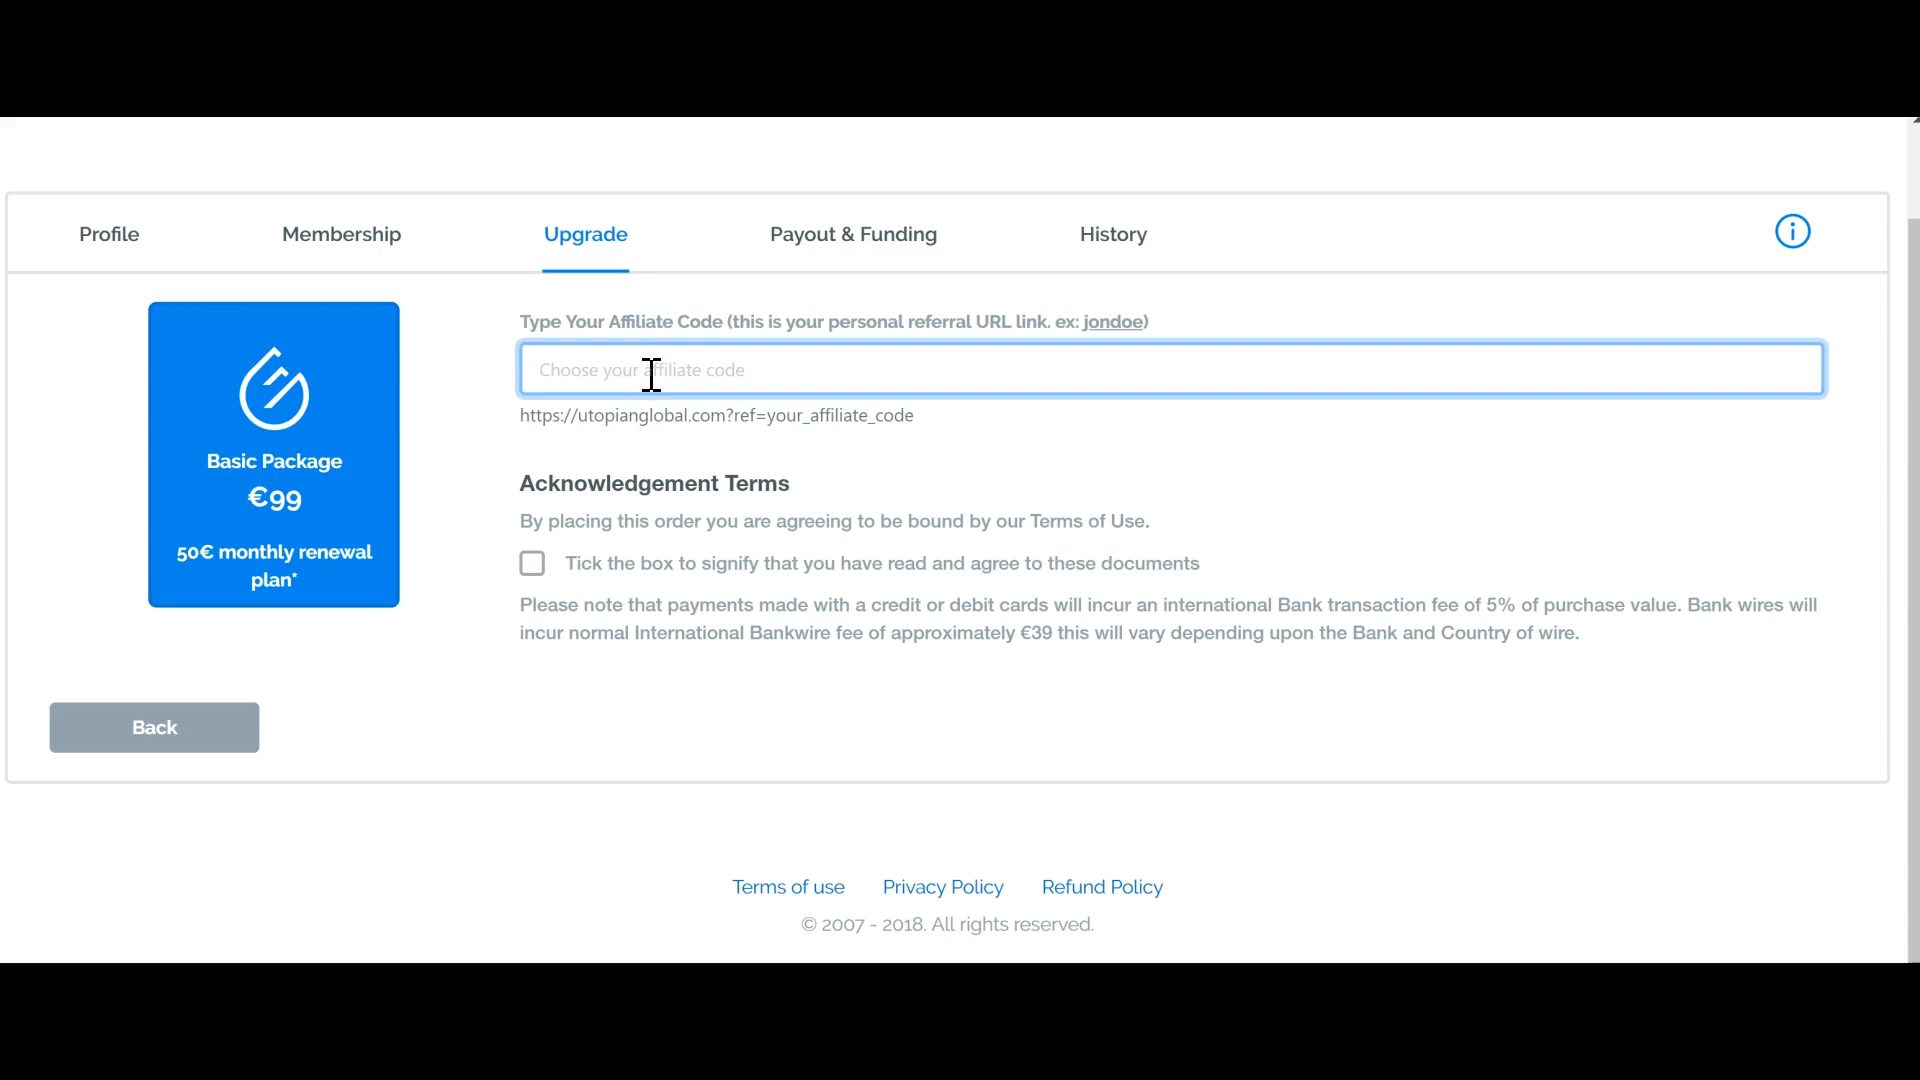 Profile
Membership
Upgrade
Payout & Funding
History
Basic Package
€99
50€ monthly renewal
plan*
Type Your Affiliate Code (this is your personal referral URL link. ex: jondoe)
Choose your affiliate code
https://utopianglobal.com?ref=your_affiliate_code
Acknowledgement Terms
By placing this order you are agreeing to be bound by our Terms of Use.
Tick the box to signify that you have read and agree to these documents
Please note that payments made with a credit or debit cards will incur an international Bank transaction fee of 5% of purchase value. Bank wires will
incur normal International Bankwire fee of approximately €39 this will vary depending upon the Bank and Country of wire.
Back
Terms of use
Privacy Policy
Refund Policy
© 2007 - 2018. All rights reserved.